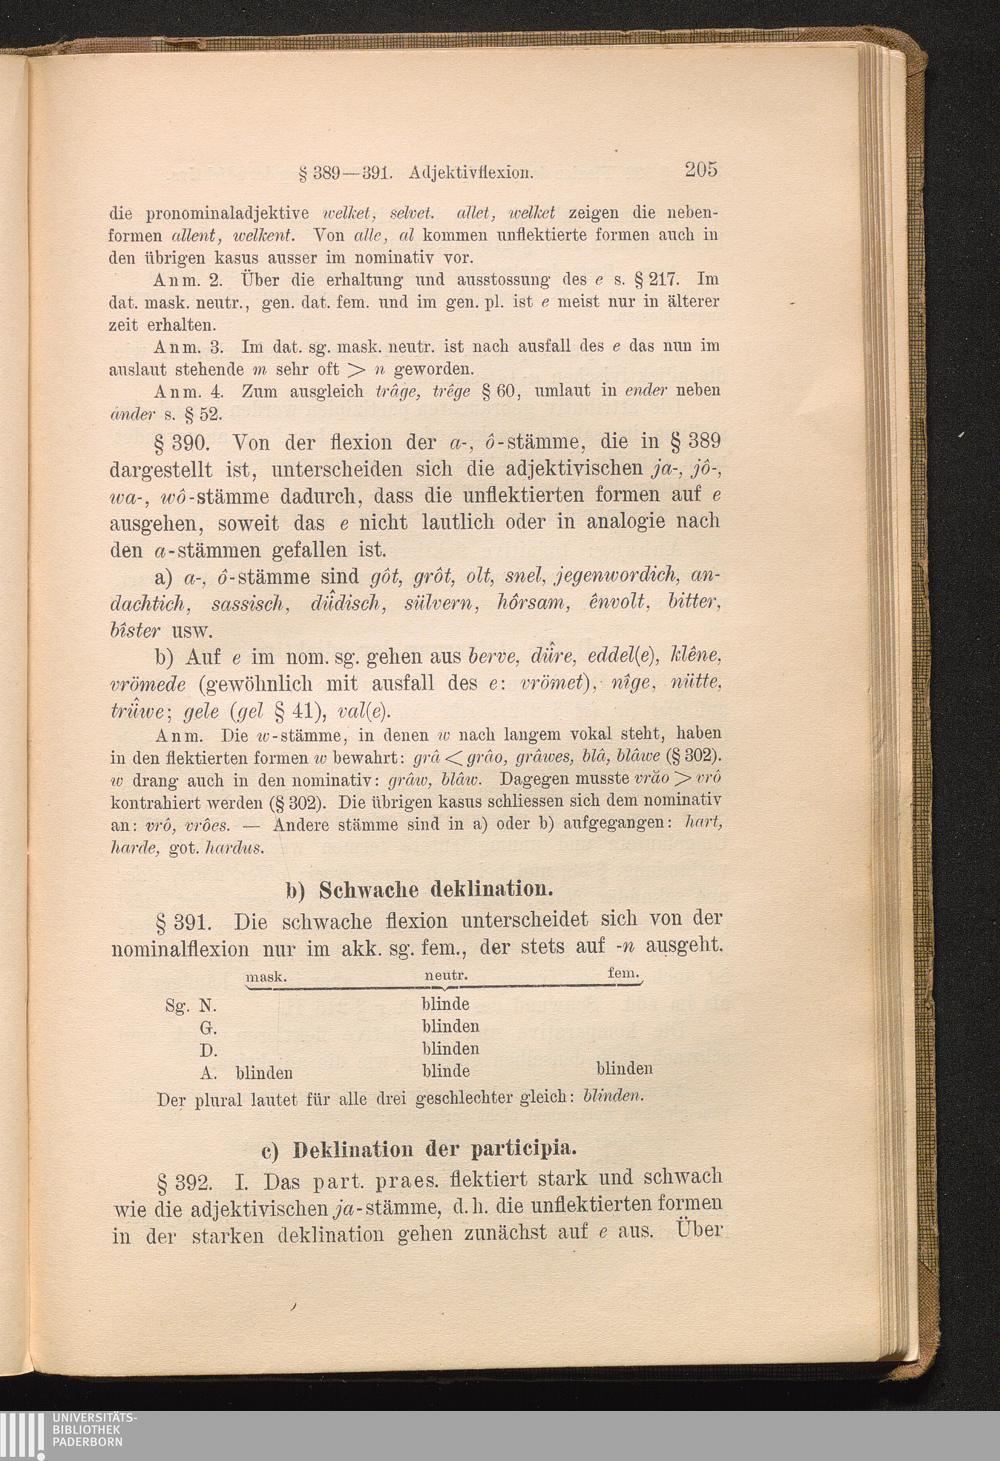 § 389—391. Adjektivflexion. 205
die pronominaladjektive welket, selvet. allet, welket zeigen die neben-
formen allent, welkent. Von alle, al kommen unflektierte formen auch in
den übrigen kasus ausser im nominativ vor.
Anm. 2. Über die erhaltung und ausstossung des e s. § 217. Im
dat. mask. neutr., gen. dat. fem. und im gen. pl. ist e meist nur in älterer
zeit erhalten.
Anm. 3. Im dat. sg. mask. neutr. ist nach ausfall des e das nun im
auslaut stehende m sehr oft > n geworden.
Anm. 4. Zum ausgleich trâge, trêge § 60, umlaut in ender neben
ander s. § 52.
§ 390. Von der flexion der a-, ô-stämme, die in § 389
dargestellt ist, unterscheiden sich die adjektivischen ja-, jô-,
wa-, wô-stämme dadurch, dass die unflektierten formen auf e
ausgehen, soweit das e nicht lautlich oder in analogie nach
den a-stämmen gefallen ist.
a) a-, ô-stämme sind gôt, grôt, olt, snel, jegenwordich, an-
dachtich, sassisch, dü̂disch, sülvern, hôrsam, ênvolt, bitter,
bîster usw.
b) Auf e im nom. sg. gehen aus berve, dü̂re, eddel(e), klêne,
vrömede (gewöhnlich mit ausfall des e: vrömet), nîge, nütte,
trü̂we; gele (gel § 41), val(e).
Anm. Die w-stämme, in denen w nach langem vokal steht, haben
in den flektierten formen w bewahrt: grâ < grâo, grâwes, blâ, blâwe (§ 302).
w drang auch in den nominativ: grâw, blâw. Dagegen musste vrăo > vrô
kontrahiert werden (§ 302). Die übrigen kasus schliessen sich dem nominativ
an: vrô, vrôes. — Andere stämme sind in a) oder b) aufgegangen: hart,
harde, got. hardus.
b) Schwache deklination.
§ 391. Die schwache flexion unterscheidet sich von der
nominalflexion nur im akk. sg. fem., der stets auf -n ausgeht.
mask. neutr. fem.
Sg. N. blinde
G. blinden
D. blinden
A. blinden blinde blinden
Der plural lautet für alle drei geschlechter gleich: blinden.
c) Deklination der participia.
§ 392. I. Das part. praes. flektiert stark und schwach
wie die adjektivischen ja-stämme, d. h. die unflektierten formen
in der starken deklination gehen zunächst auf e aus. Über
UNIVERSITÄTS-
BIBLIOTHEK
PADERBORN